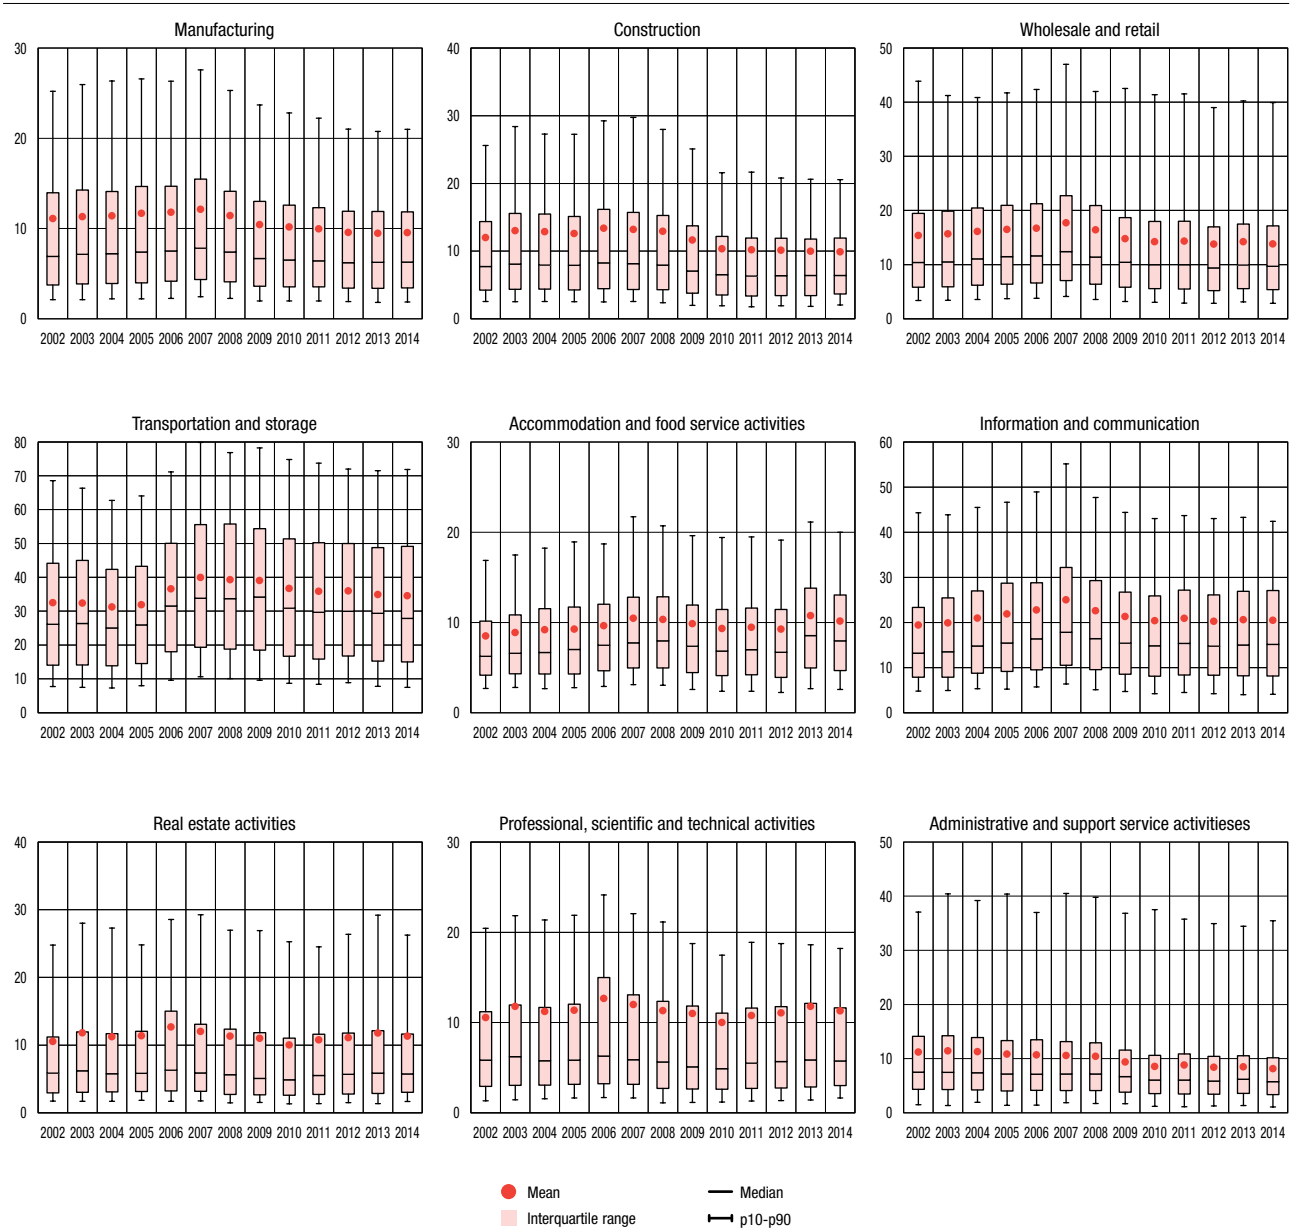 Manufacturing
30
20
10
0
2002 2003 2004 2005 2006 2007 2008 2009 2010 2011 2012 2013 2014
Construction
40
30
20
10
0
2002 2003 2004 2005 2006 2007 2008 2009 2010 2011 2012 2013 2014
Wholesale and retail
50
40
30
20
10
0
2002 2003 2004 2005 2006 2007 2008 2009 2010 2011 2012 2013 2014
Transportation and storage
80
70
60
50
40
30
20
10
0
2002 2003 2004 2005 2006 2007 2008 2009 2010 2011 2012 2013 2014
Accommodation and food service activities
30
20
10
0
2002 2003 2004 2005 2006 2007 2008 2009 2010 2011 2012 2013 2014
Information and communication
60
50
40
30
20
10
0
2002 2003 2004 2005 2006 2007 2008 2009 2010 2011 2012 2013 2014
Real estate activities
40
30
20
10
0
2002 2003 2004 2005 2006 2007 2008 2009 2010 2011 2012 2013 2014
Professional, scientific and technical activities
30
20
10
0
2002 2003 2004 2005 2006 2007 2008 2009 2010 2011 2012 2013 2014
Administrative and support service activitieses
50
40
30
20
10
0
2002 2003 2004 2005 2006 2007 2008 2009 2010 2011 2012 2013 2014
Mean
Median
Interquartile range
p10-p90